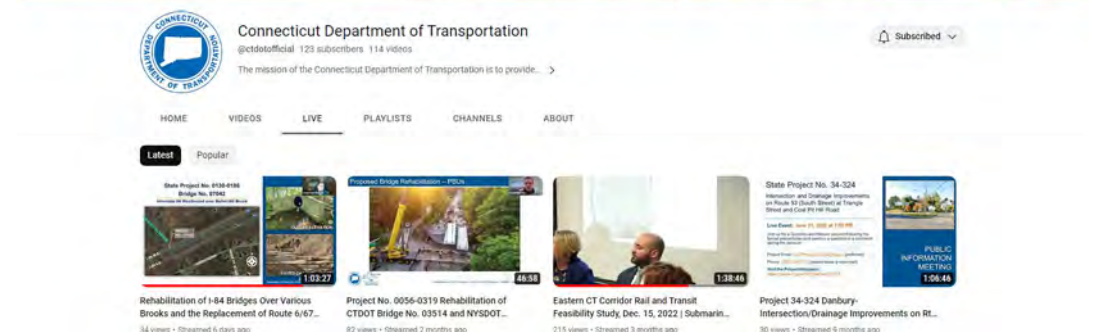 CONNECTICUT
DEPARTMENT OF TRANSPORTATION
Connecticut Department of Transportation
@ctdotofficial 123 subscribers 114 videos
The mission of the Connecticut Department of Transportation is to provide...
Subscribed
HOME VIDEOS LIVE PLAYLISTS CHANNELS ABOUT
Latest Popular
State Project No. 0138-0186
Bridge No.
1:03:27
Rehabilitation of I-84 Bridges Over Various
Brooks and the Replacement of Route 6/67...
34 views • Streamed 6 days ago
Proposed Bridge Rehabilitation – PBUs
46:58
Project No. 0056-0319 Rehabilitation of
CTDOT Bridge No. 03514 and NYSDOT...
82 views • Streamed 2 months ago
1:38:46
Eastern CT Corridor Rail and Transit
Feasibility Study, Dec. 15, 2022 | Submarin...
215 views • Streamed 3 months ago
State Project No. 34-324
Intersection and Drainage Improvements
on Route 53 (South Street) at Triangle
Street and Coal Pit Hill Road
PUBLIC
INFORMATION
MEETING
1:06:46
Project 34-324 Danbury-
Intersection/Drainage Improvements on Rt...
30 views • Streamed 9 months ago